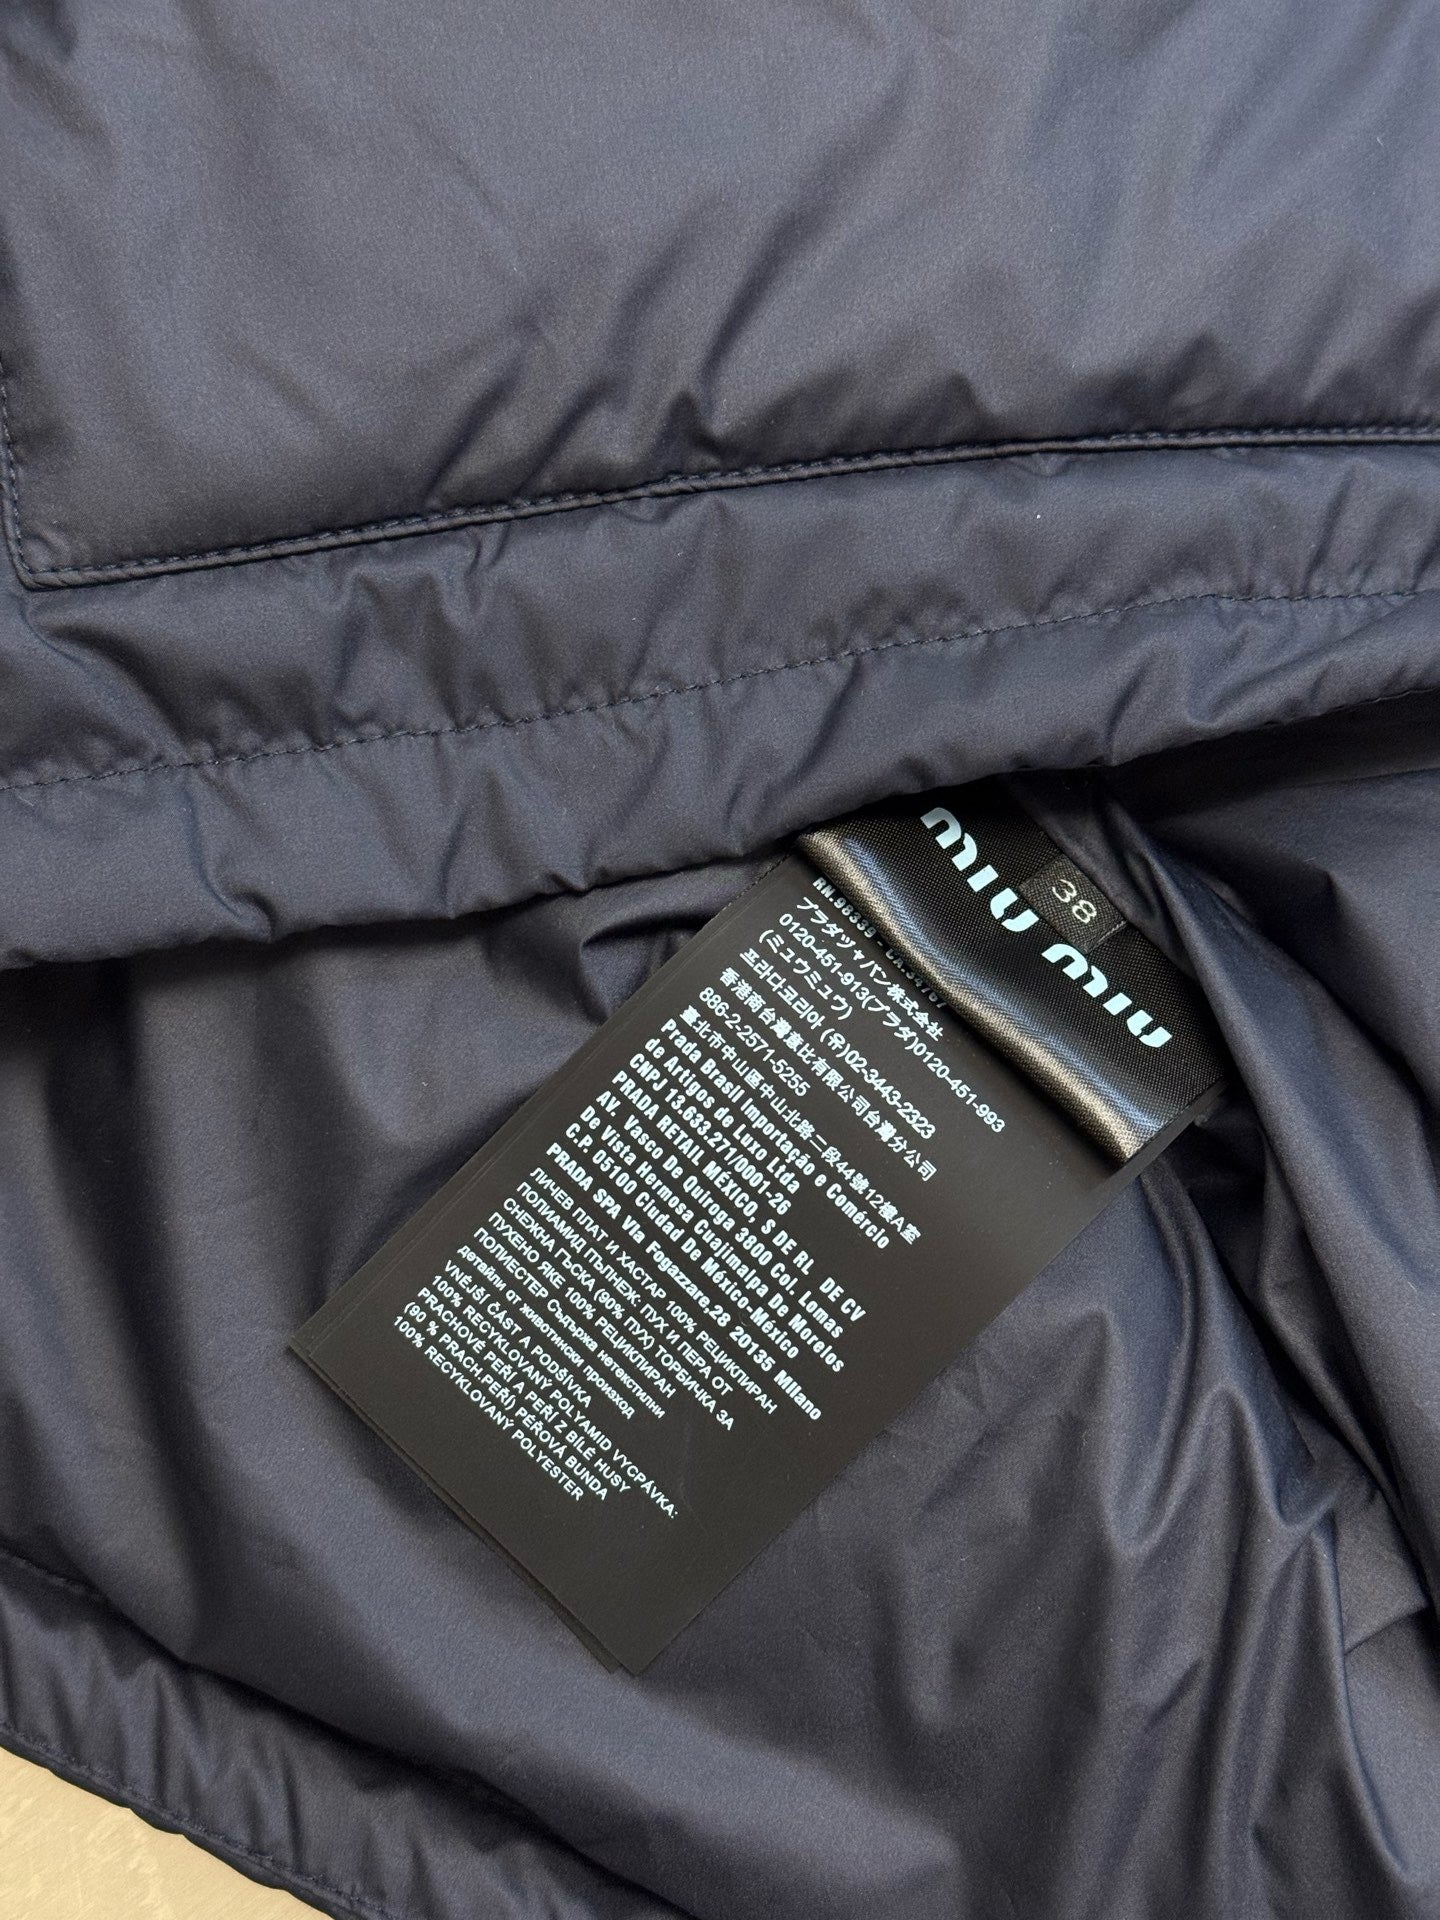 miu miu
38
RN.98359 - CA.34767
プラダジャパン株式会社
0120-451-913(プラダ)0120-451-993
(ミュウミュウ)
프라다코리아 (유)02-3443-2323
香港商台灣意比有限公司台灣分公司
886-2-2571-5255
臺北市中山區中山北路二段44號12樓A室
Prada Brasil Importação e Comércio
de Artigos de Luxo Ltda
CNPJ 13.633.271/0001-26
PRADA RETAIL MÉXICO, S DE RL DE CV
AV. Vasco De Quiroga 3800 Col. Lomas
De Vista Hermosa Cuajimalpa De Morelos
C.P. 05100 Ciudad De México-México
PRADA SPA Via Fogazzare,28 20135 Milano
ЛИЧЕВ ПЛАТ И ХАСТАР 100% РЕЦИКЛИРАН
ПОЛИАМИД ПЪЛНЕЖ: ПУХ И ПЕРА ОТ
СНЕЖНА ГЪСКА (90% ПУХ) ТОРБИЧКА ЗА
ПУХЕНО ЯКЕ 100% РЕЦИКЛИРАН
ПОЛИЕСТЕР Съдържа нетекстилни
детайли от животински произход
VNĚJŠÍ ČÁST A PODŠÍVKA
100% RECYKLOVANÝ POLYAMID VÝCPÁVKA:
PRACHOVÉ PEŘÍ A PEŘÍ Z BÍLÉ HUSY
(90 % PRACH.PEŘÍ) PÉŘOVÁ BUNDA
100% RECYKLOVANÝ POLYESTER